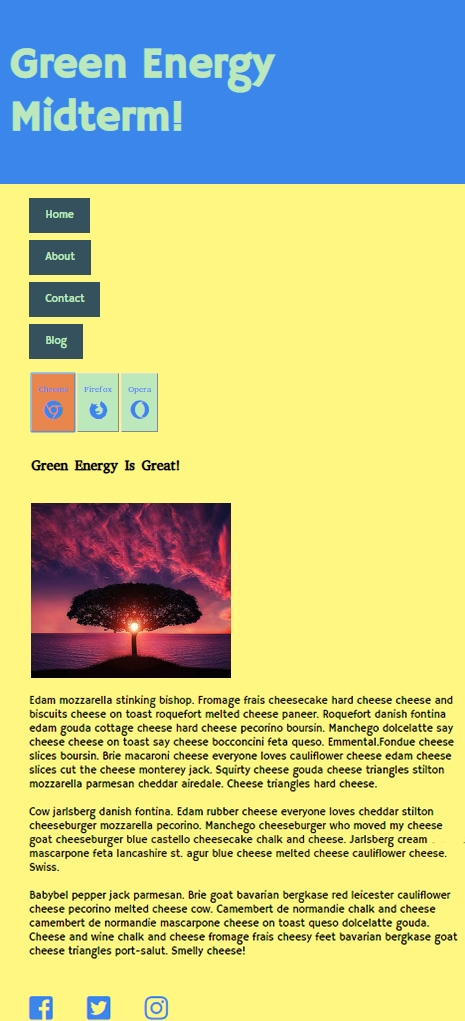 Green Energy
Midterm!
Home
About
Contact
Blog
Chrome Firefox Opera
Green Energy Is Great!
Edam mozzarella stinking bishop. Fromage frais cheesecake hard cheese cheese and
biscuits cheese on toast roquefort melted cheese paneer. Roquefort danish fontina
edam gouda cottage cheese hard cheese pecorino boursin. Manchego dolcelatte say
cheese cheese on toast say cheese bocconcini feta queso. Emmental.Fondue cheese
slices boursin. Brie macaroni cheese everyone loves cauliflower cheese edam cheese
slices cut the cheese monterey jack. Squirty cheese gouda cheese triangles stilton
mozzarella parmesan cheddar airedale. Cheese triangles hard cheese.
Cow jarlsberg danish fontina. Edam rubber cheese everyone loves cheddar stilton
cheeseburger mozzarella pecorino. Manchego cheeseburger who moved my cheese
goat cheeseburger blue castello cheesecake chalk and cheese. Jarlsberg cream
mascarpone feta lancashire st. agur blue cheese melted cheese cauliflower cheese.
Swiss.
Babybel pepper jack parmesan. Brie goat bavarian bergkase red leicester cauliflower
cheese pecorino melted cheese cow. Camembert de normandie chalk and cheese
camembert de normandie mascarpone cheese on toast queso dolcelatte gouda.
Cheese and wine chalk and cheese fromage frais cheesy feet bavarian bergkase goat
cheese triangles port-salut. Smelly cheese!